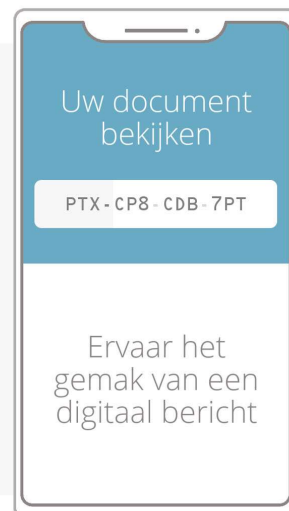 Uw document
bekijken
PTX-CP8-CDB-7PT
Ervaar het
gemak van een
digitaal bericht